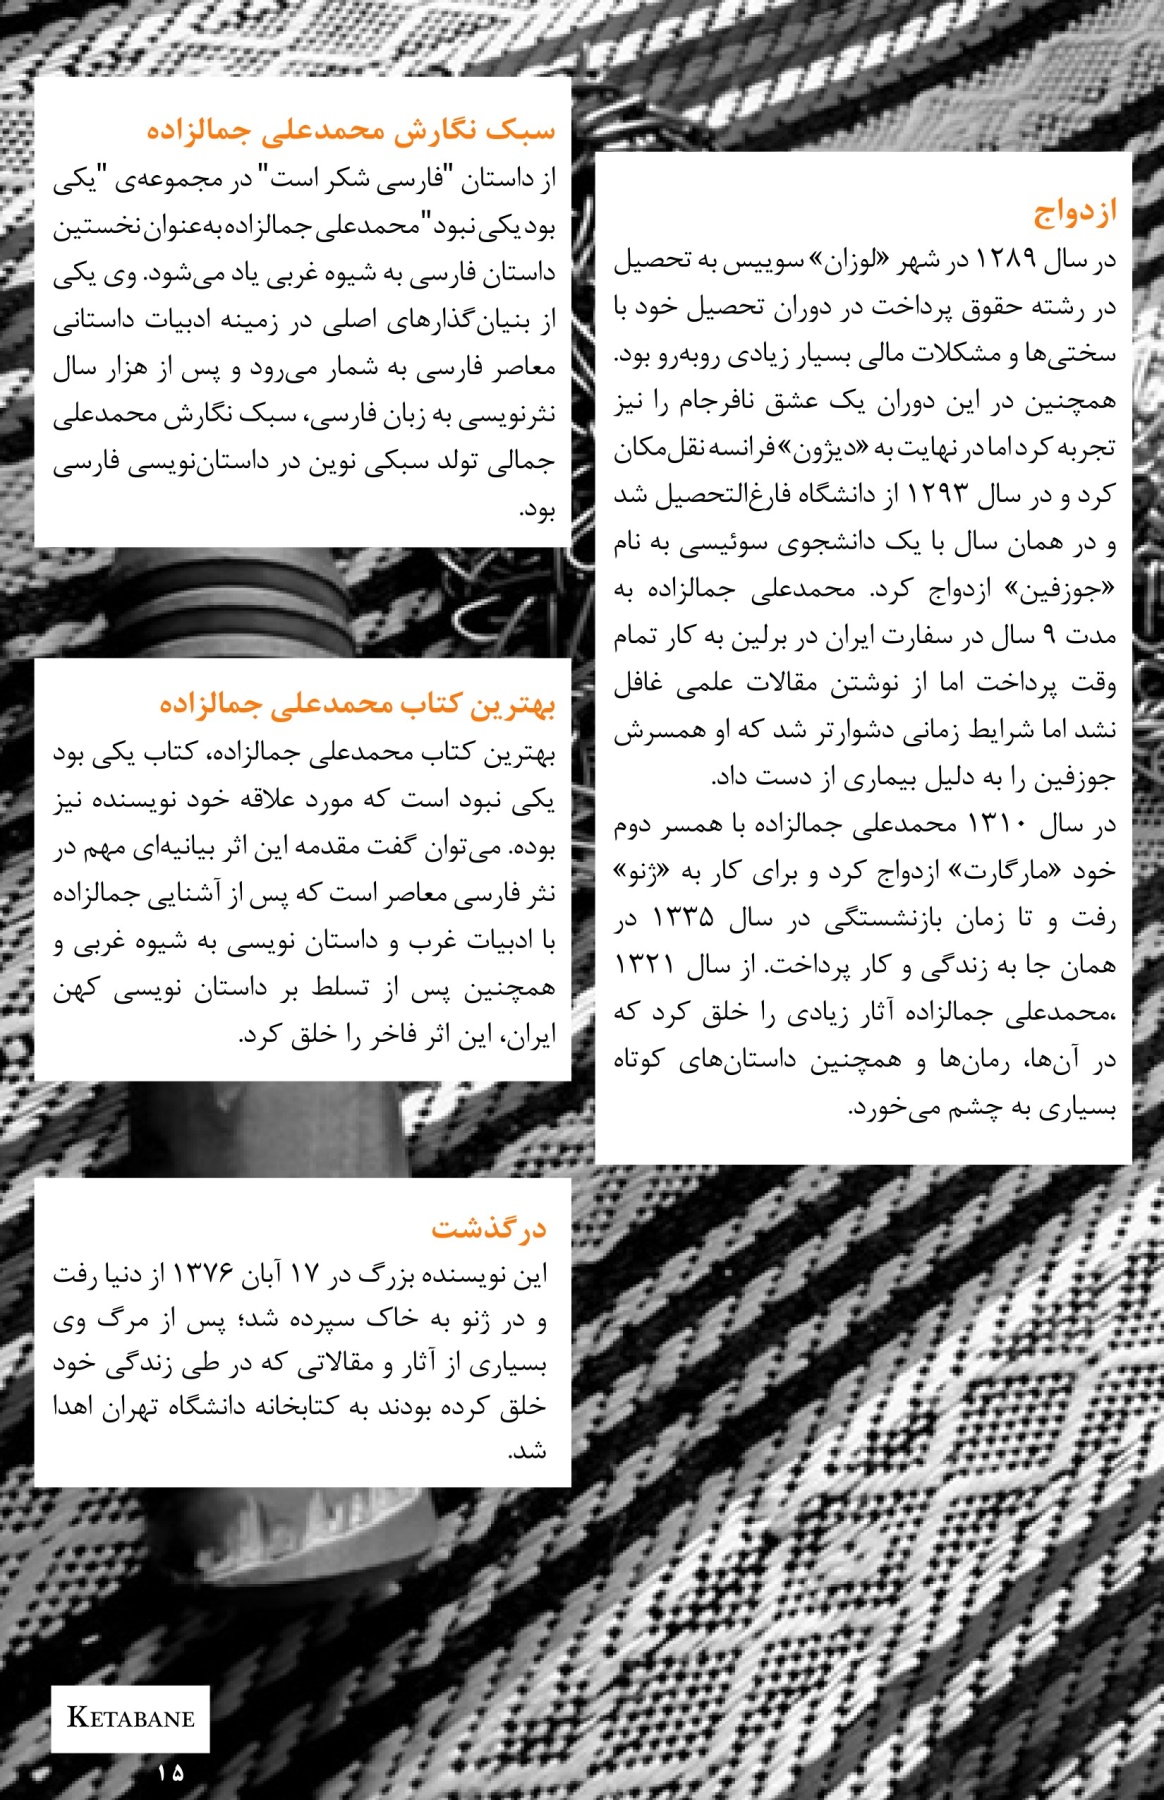 ازدواج
در سال ۱۲۸۹ در شهر «لوزان» سوییس به تحصیل
در رشته حقوق پرداخت در دوران تحصیل خود با
سختی‌ها و مشکلات مالی بسیار زیادی روبه‌رو بود.
همچنین در این دوران یک عشق نافرجام را نیز
تجربه کرد اما در نهایت به «دیژون» فرانسه نقل‌مکان
کرد و در سال ۱۲۹۳ از دانشگاه فارغ‌التحصیل شد
و در همان سال با یک دانشجوی سوئیسی به نام
«جوزفین» ازدواج کرد. محمدعلی جمالزاده به
مدت ۹ سال در سفارت ایران در برلین به کار تمام
وقت پرداخت اما از نوشتن مقالات علمی غافل
نشد اما شرایط زمانی دشوارتر شد که او همسرش
جوزفین را به دلیل بیماری از دست داد.
در سال ۱۳۱۰ محمدعلی جمالزاده با همسر دوم
خود «مارگارت» ازدواج کرد و برای کار به «ژنو»
رفت و تا زمان بازنشستگی در سال ۱۳۳۵ در
همان جا به زندگی و کار پرداخت. از سال ۱۳۲۱
،محمدعلی جمالزاده آثار زیادی را خلق کرد که
در آن‌ها، رمان‌ها و همچنین داستان‌های کوتاه
بسیاری به چشم می‌خورد.
سبک نگارش محمدعلی جمالزاده
از داستان "فارسی شکر است" در مجموعه‌ی "یکی
بود یکی نبود" محمدعلی جمالزاده به‌عنوان نخستین
داستان فارسی به شیوه غربی یاد می‌شود. وی یکی
از بنیان‌گذارهای اصلی در زمینه ادبیات داستانی
معاصر فارسی به شمار می‌رود و پس از هزار سال
نثرنویسی به زبان فارسی، سبک نگارش محمدعلی
جمالی تولد سبکی نوین در داستان‌نویسی فارسی
بود.
بهترین کتاب محمدعلی جمالزاده
بهترین کتاب محمدعلی جمالزاده، کتاب یکی بود
یکی نبود است که مورد علاقه خود نویسنده نیز
بوده. می‌توان گفت مقدمه این اثر بیانیه‌ای مهم در
نثر فارسی معاصر است که پس از آشنایی جمالزاده
با ادبیات غرب و داستان نویسی به شیوه غربی و
همچنین پس از تسلط بر داستان نویسی کهن
ایران، این اثر فاخر را خلق کرد.
درگذشت
این نویسنده بزرگ در ۱۷ آبان ۱۳۷۶ از دنیا رفت
و در ژنو به خاک سپرده شد؛ پس از مرگ وی
بسیاری از آثار و مقالاتی که در طی زندگی خود
خلق کرده بودند به کتابخانه دانشگاه تهران اهدا
شد.
KETABANE
۱۵